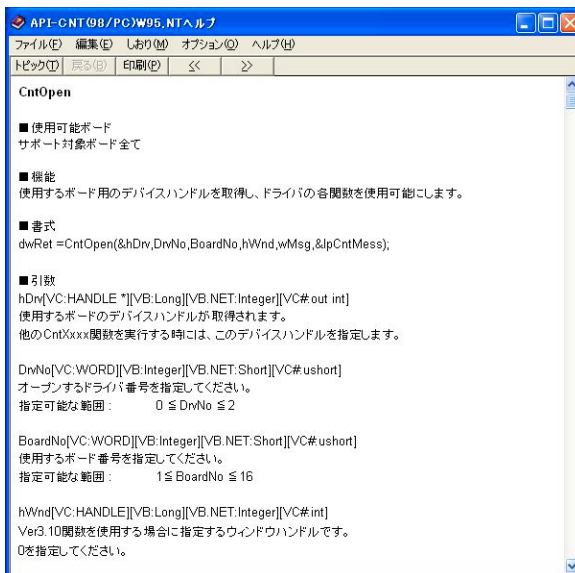 API-CNT(98/PC)W95,NTヘルプ
ファイル(F) 編集(E) しおり(M) オプション(O) ヘルプ(H)
トピック(T) 戻る(B) 印刷(P) << >>
CntOpen
■使用可能ボード
サポート対象ボード全て
■機能
使用するボード用のデバイスハンドルを取得し、ドライバの各関数を使用可能にします。
■書式
dwRet =CntOpen(&hDrv,DrvNo,BoardNo,hWnd,wMsg,&lpCntMess);
■引数
hDrv[VC:HANDLE *][VB:Long][VB.NET:Integer][VC#:out int]
使用するボードのデバイスハンドルが取得されます。
他のCntXxxx関数を実行する時には、このデバイスハンドルを指定します。
DrvNo[VC:WORD][VB:Integer][VB.NET:Short][VC#:ushort]
オープンするドライバ番号を指定してください。
指定可能な範囲: 0≦DrvNo≦2
BoardNo[VC:WORD][VB:Integer][VB.NET:Short][VC#:ushort]
使用するボード番号を指定してください。
指定可能な範囲: 1≦BoardNo≦16
hWnd[VC:HANDLE][VB:Long][VB.NET:Integer][VC#:int]
Ver3.10関数を使用する場合に指定するウィンドウハンドルです。
0を指定してください。